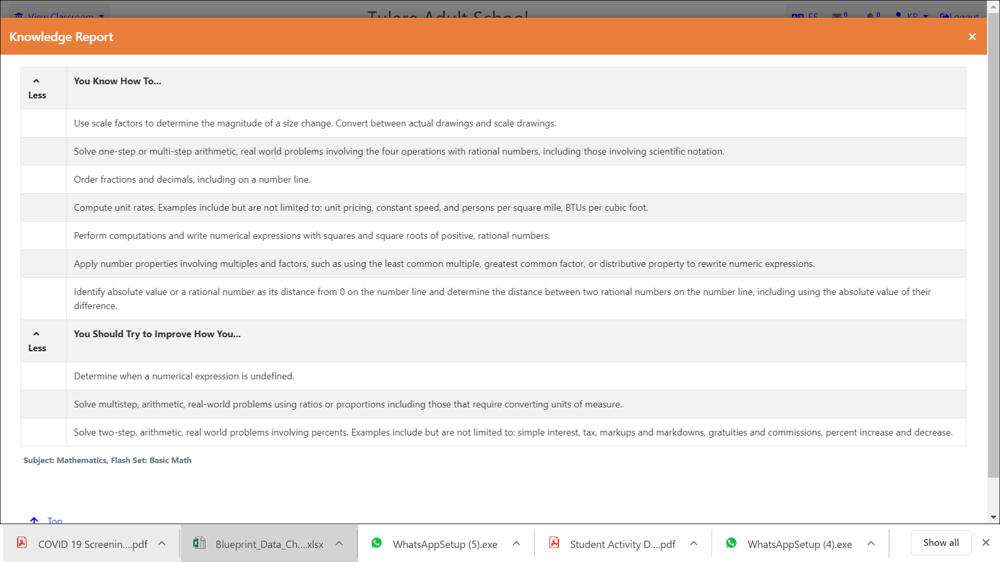 View Classroom
Tulare Adult School
ES 0 0 KR Logout
Knowledge Report
Less
You Know How To...
Use scale factors to determine the magnitude of a size change. Convert between actual drawings and scale drawings.
Solve one-step or multi-step arithmetic, real world problems involving the four operations with rational numbers, including those involving scientific notation.
Order fractions and decimals, including on a number line.
Compute unit rates. Examples include but are not limited to: unit pricing, constant speed, and persons per square mile, BTUs per cubic foot.
Perform computations and write numerical expressions with squares and square roots of positive, rational numbers.
Apply number properties involving multiples and factors, such as using the least common multiple, greatest common factor, or distributive property to rewrite numeric expressions.
Identify absolute value or a rational number as its distance from 0 on the number line and determine the distance between two rational numbers on the number line, including using the absolute value of their
difference.
Less
You Should Try to Improve How You...
Determine when a numerical expression is undefined.
Solve multistep, arithmetic, real-world problems using ratios or proportions including those that require converting units of measure.
Solve two-step, arithmetic, real world problems involving percents. Examples include but are not limited to: simple interest, tax, markups and markdowns, gratuities and commissions, percent increase and decrease.
Subject: Mathematics, Flash Set: Basic Math
Top
COVID 19 Screenin....pdf
Blueprint_Data_Ch....xlsx
WhatsAppSetup (5).exe
Student Activity D....pdf
WhatsAppSetup (4).exe
Show all